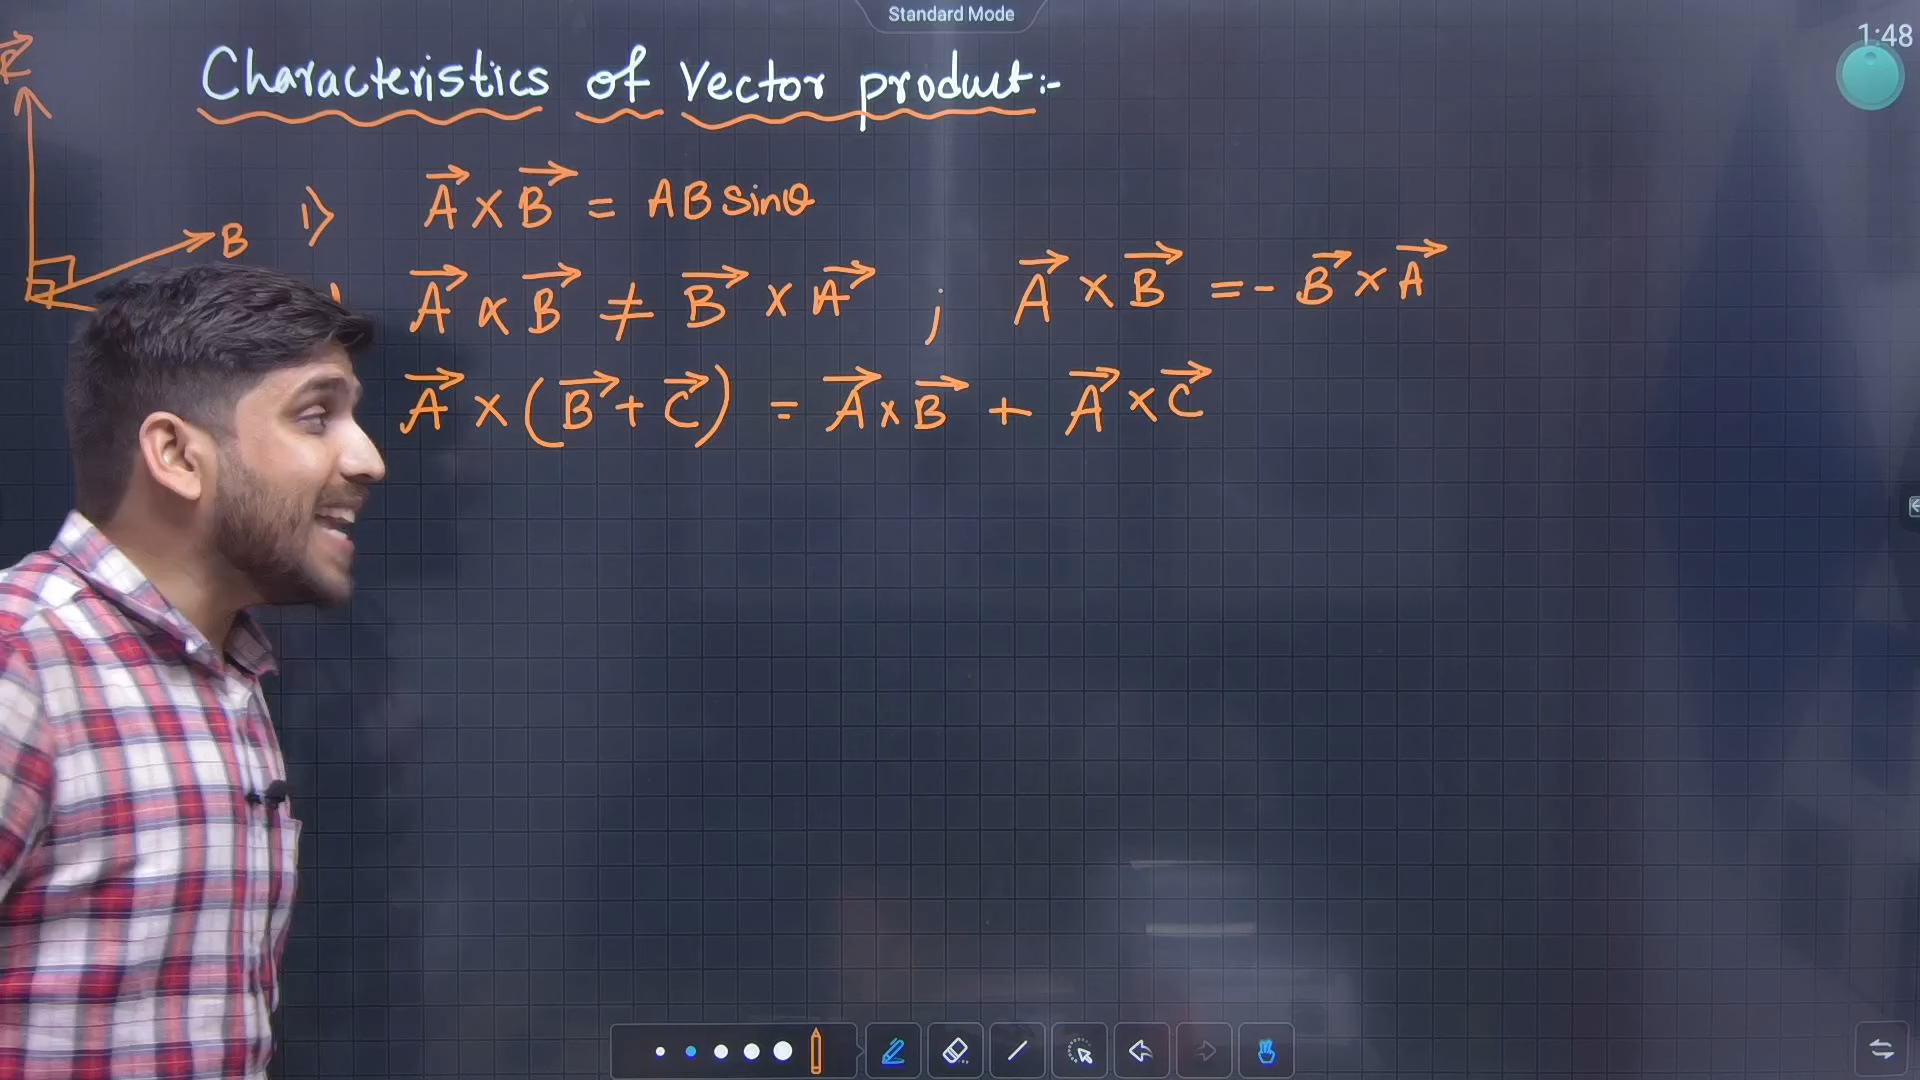 Standard Mode
1:48
Characteristics of Vector product:-
R⃗
B
1) A⃗ × B⃗ = AB sinθ
) A⃗ × B⃗ ≠ B⃗ × A⃗ ; A⃗ × B⃗ = - B⃗ × A⃗
A⃗ × (B⃗ + C⃗) = A⃗ × B⃗ + A⃗ × C⃗